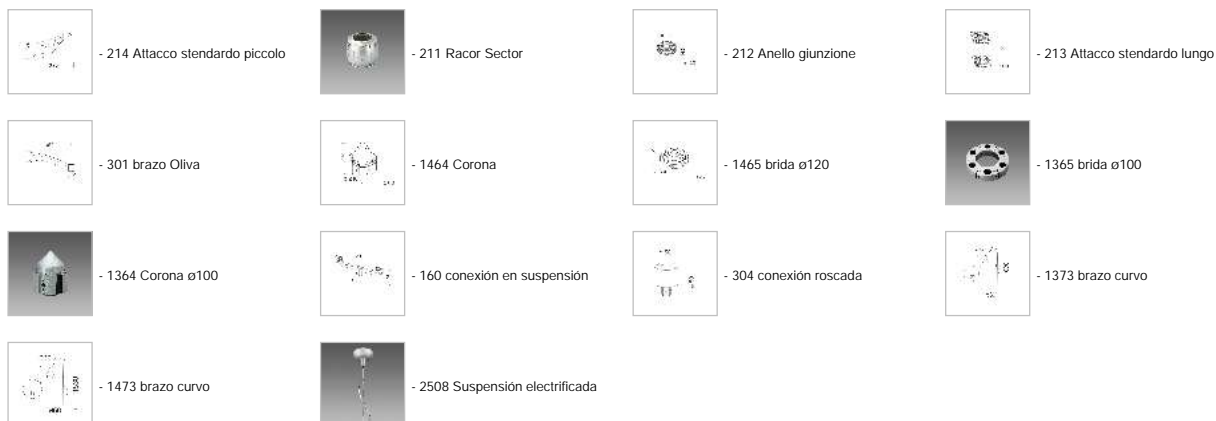 - 214 Attacco stendardo piccolo
- 211 Racor Sector
- 212 Anello giunzione
- 213 Attacco stendardo lungo
- 301 brazo Oliva
- 1464 Corona
- 1465 brida ø120
- 1365 brida ø100
- 1364 Corona ø100
- 160 conexión en suspensión
- 304 conexión roscada
- 1373 brazo curvo
- 1473 brazo curvo
- 2508 Suspensión electrificada